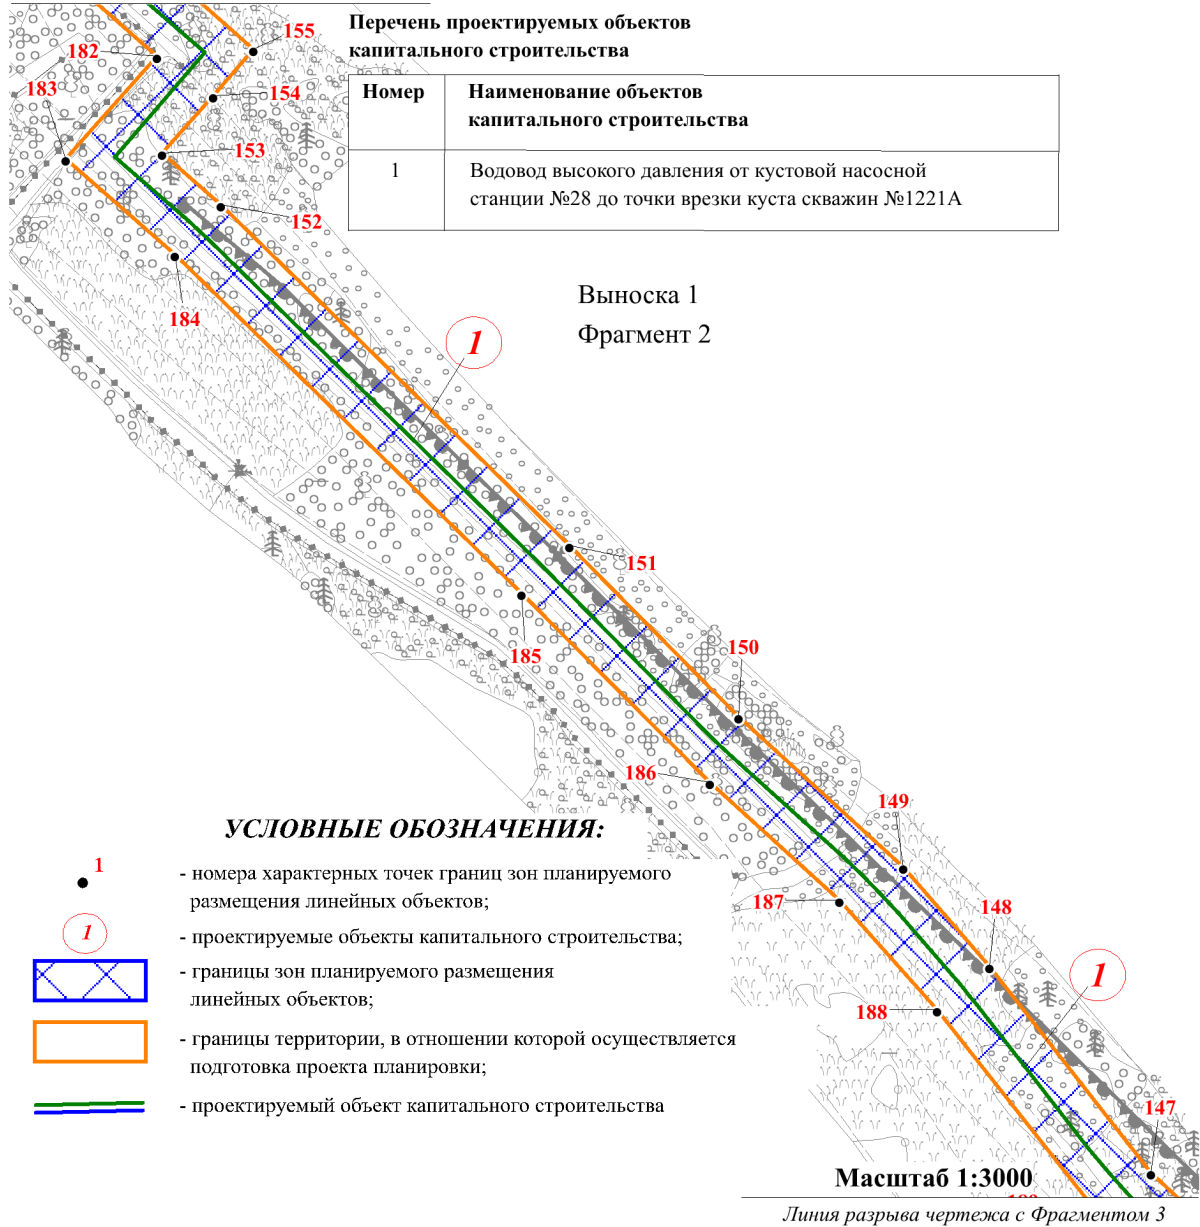 Перечень проектируемых объектов
капитального строительства
Номер
Наименование объектов
капитального строительства
1
Водовод высокого давления от кустовой насосной
станции №28 до точки врезки куста скважин №1221А
155
182
183
154
153
152
184
Выноска 1
Фрагмент 2
1
151
185
150
186
149
187
148
1
188
147
УСЛОВНЫЕ ОБОЗНАЧЕНИЯ:
1
- номера характерных точек границ зон планируемого
размещения линейных объектов;
1
- проектируемые объекты капитального строительства;
- границы зон планируемого размещения
линейных объектов;
- границы территории, в отношении которой осуществляется
подготовка проекта планировки;
- проектируемый объект капитального строительства
Масштаб 1:3000
Линия разрыва чертежа с Фрагментом 3